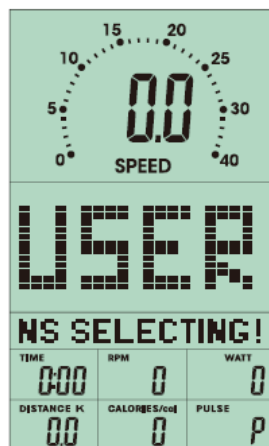 15 20
10 25
5 30
0 40
0.0
SPEED
USER
NS SELECTING!
TIME RPM WATT
0:00 0 0
DISTANCE K CALORIES/cal PULSE
0.0 0 P